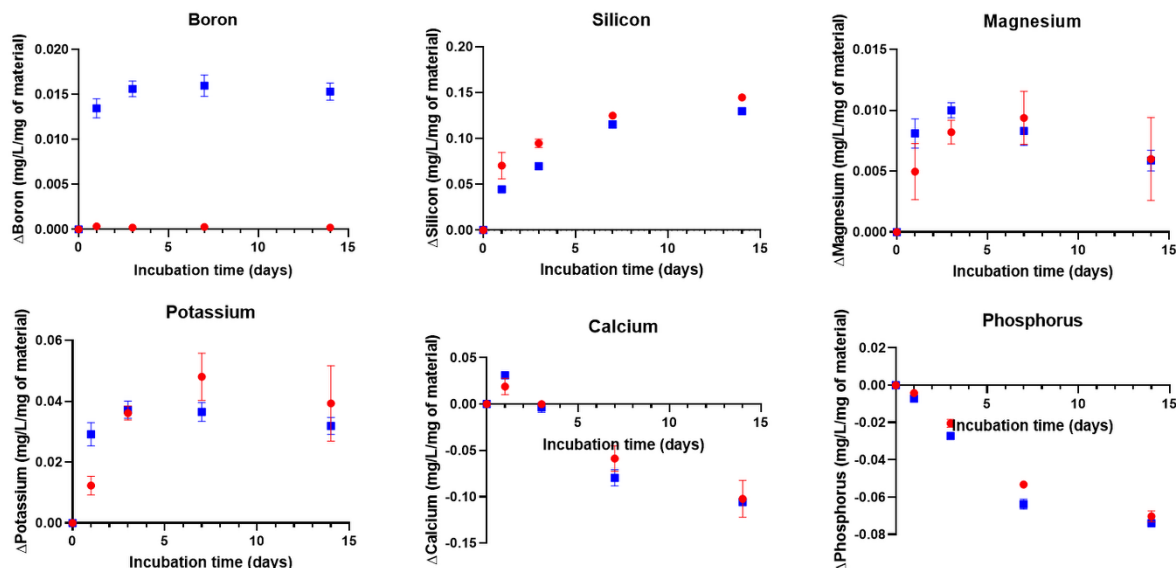 Boron
ΔBoron (mg/L/mg of material)
0.020
0.015
0.010
0.005
0.000
0 5 10 15
Incubation time (days)
Silicon
ΔSilicon (mg/L/mg of material)
0.20
0.15
0.10
0.05
0.00
0 5 10 15
Incubation time (days)
Magnesium
ΔMagnesium (mg/L/mg of material)
0.015
0.010
0.005
0.000
0 5 10 15
Incubation time (days)
Potassium
ΔPotassium (mg/L/mg of material)
0.06
0.04
0.02
0.00
0 5 10 15
Incubation time (days)
Calcium
ΔCalcium (mg/L/mg of material)
0.05
0.00
-0.05
-0.10
-0.15
5 10 15
Incubation time (days)
Phosphorus
ΔPhosphorus (mg/L/mg of material)
0.02
0.00
-0.02
-0.04
-0.06
-0.08
5 10 15
Incubation time (days)